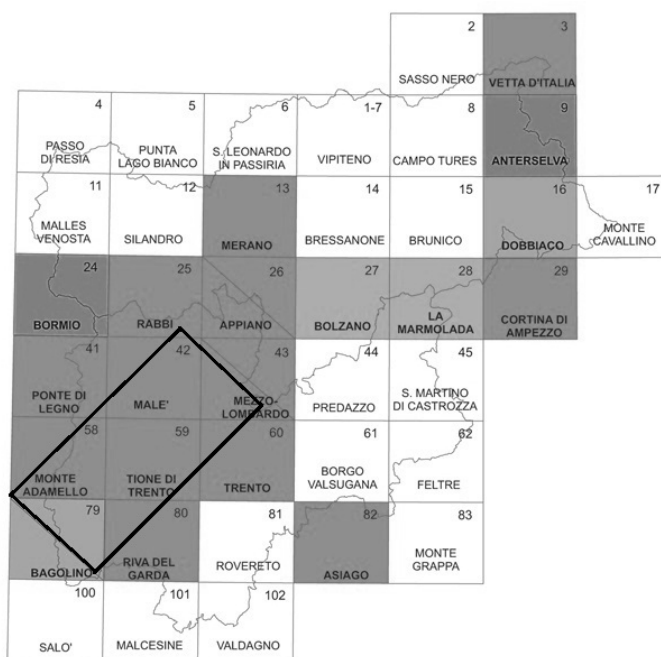 2
SASSO NERO
3
VETTA D'ITALIA
4
PASSO
DI RESIA
5
PUNTA
LAGO BIANCO
6
S. LEONARDO
IN PASSIRIA
1-7
VIPITENO
8
CAMPO TURES
9
ANTERSELVA
11
MALLES
VENOSTA
12
SILANDRO
13
MERANO
14
BRESSANONE
15
BRUNICO
16
DOBBIACO
17
MONTE
CAVALLINO
24
BORMIO
25
RABBI
26
APPIANO
27
BOLZANO
28
LA
MARMOLADA
29
CORTINA DI
AMPEZZO
41
PONTE DI
LEGNO
42
MALE'
43
MEZZO-
LOMBARDO
44
PREDAZZO
45
S. MARTINO
DI CASTROZZA
58
MONTE
ADAMELLO
59
TIONE DI
TRENTO
60
TRENTO
61
BORGO
VALSUGANA
62
FELTRE
79
BAGOLINO
80
RIVA DEL
GARDA
81
ROVERETO
82
ASIAGO
83
MONTE
GRAPPA
100
SALO'
101
MALCESINE
102
VALDAGNO